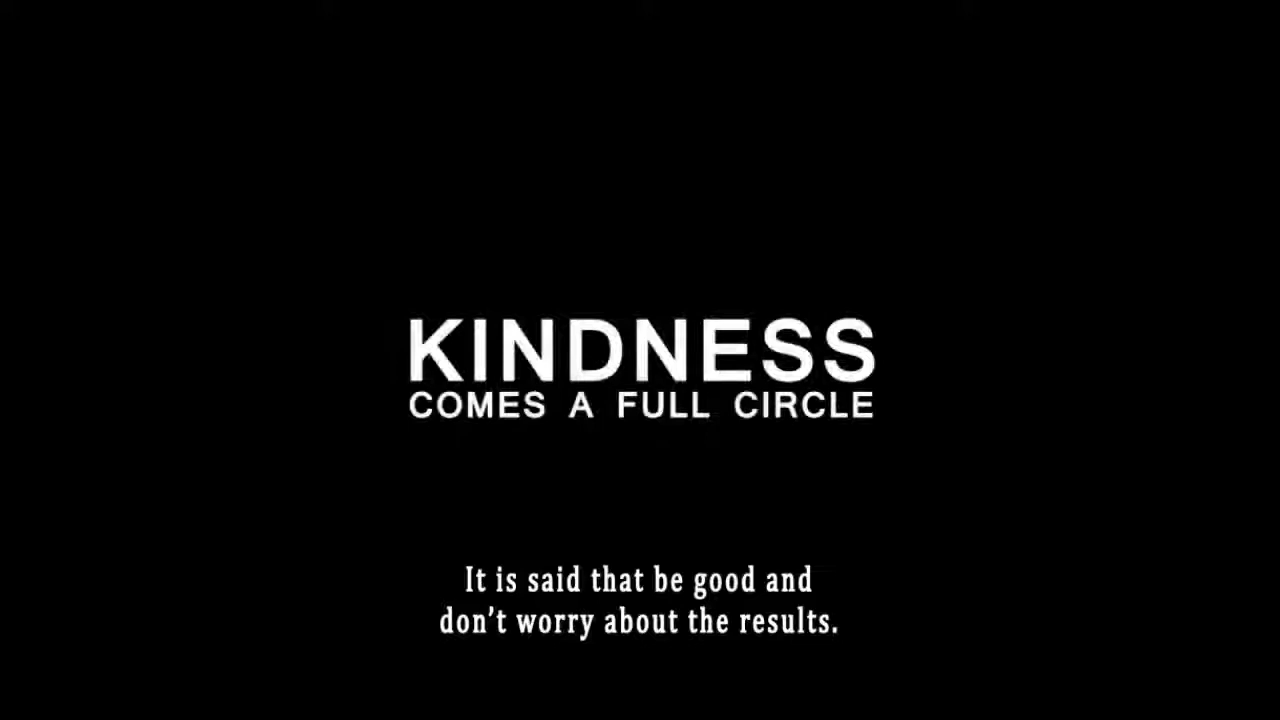 KINDNESS
COMES A FULL CIRCLE
It is said that be good and
don't worry about the results.